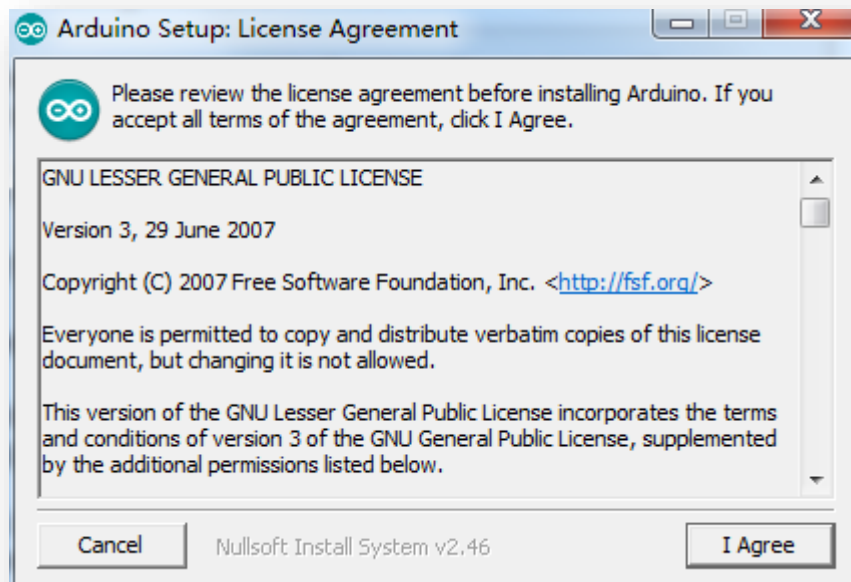 Arduino Setup: License Agreement
Please review the license agreement before installing Arduino. If you
accept all terms of the agreement, click I Agree.
GNU LESSER GENERAL PUBLIC LICENSE
Version 3, 29 June 2007
Copyright (C) 2007 Free Software Foundation, Inc. <http://fsf.org/>
Everyone is permitted to copy and distribute verbatim copies of this license
document, but changing it is not allowed.
This version of the GNU Lesser General Public License incorporates the terms
and conditions of version 3 of the GNU General Public License, supplemented
by the additional permissions listed below.
Cancel
Nullsoft Install System v2.46
I Agree